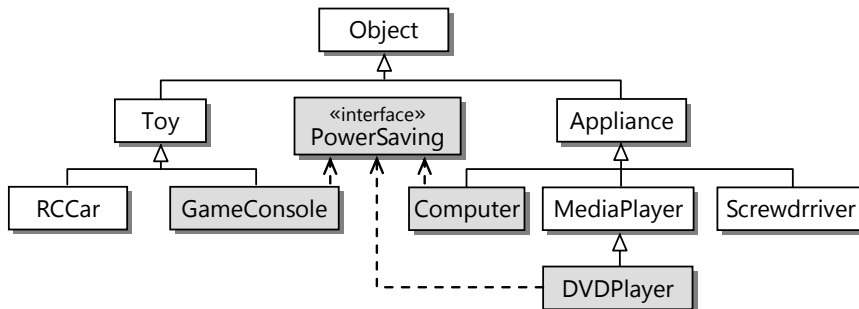 Object
Toy
«interface»
PowerSaving
Appliance
RCCar
GameConsole
Computer
MediaPlayer
Screwdrriver
DVDPlayer